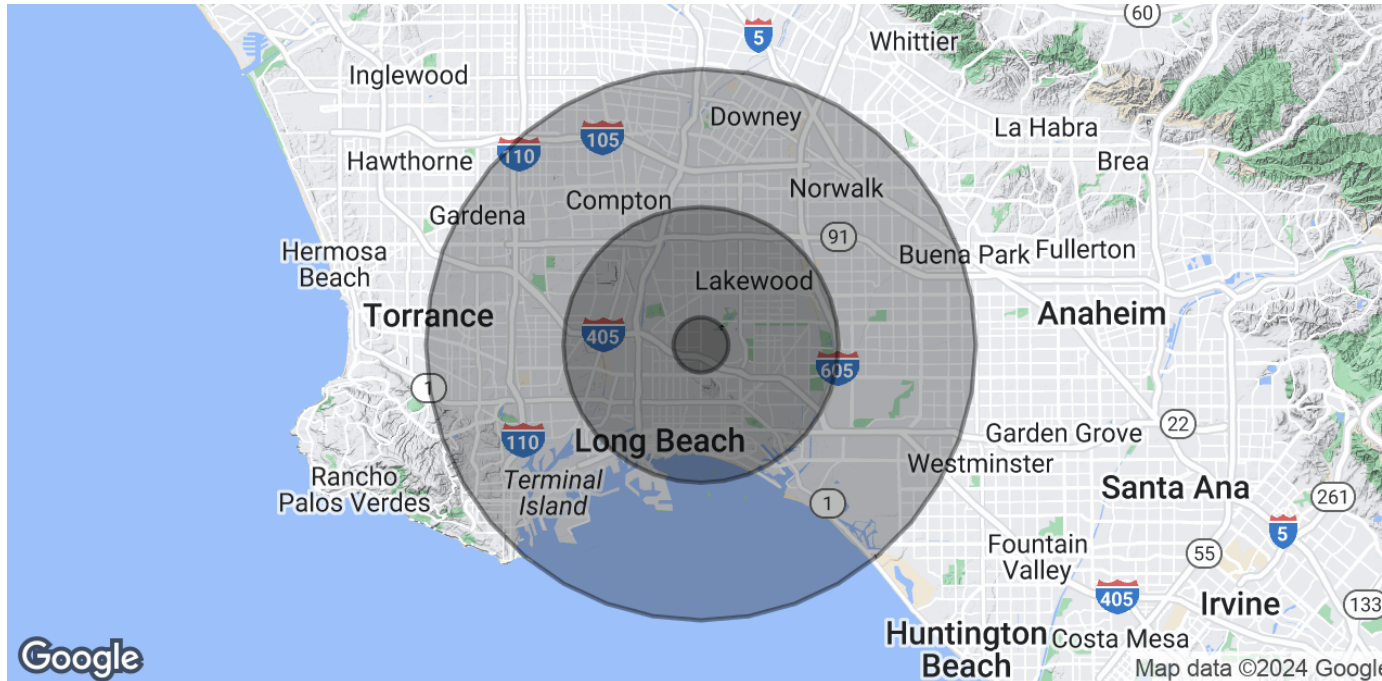 60
5
Whittier
Inglewood
Downey
La Habra
105
110
Hawthorne
Brea
Norwalk
Compton
Gardena
91
Hermosa
Beach
Buena Park
Fullerton
Lakewood
Torrance
Anaheim
405
605
1
22
110
Long Beach
Garden Grove
Westminster
Rancho
Palos Verdes
Terminal
Island
Santa Ana
261
1
5
Fountain
Valley
55
405
Irvine
133
Huntington
Beach
Costa Mesa
Google
Map data ©2024 Google